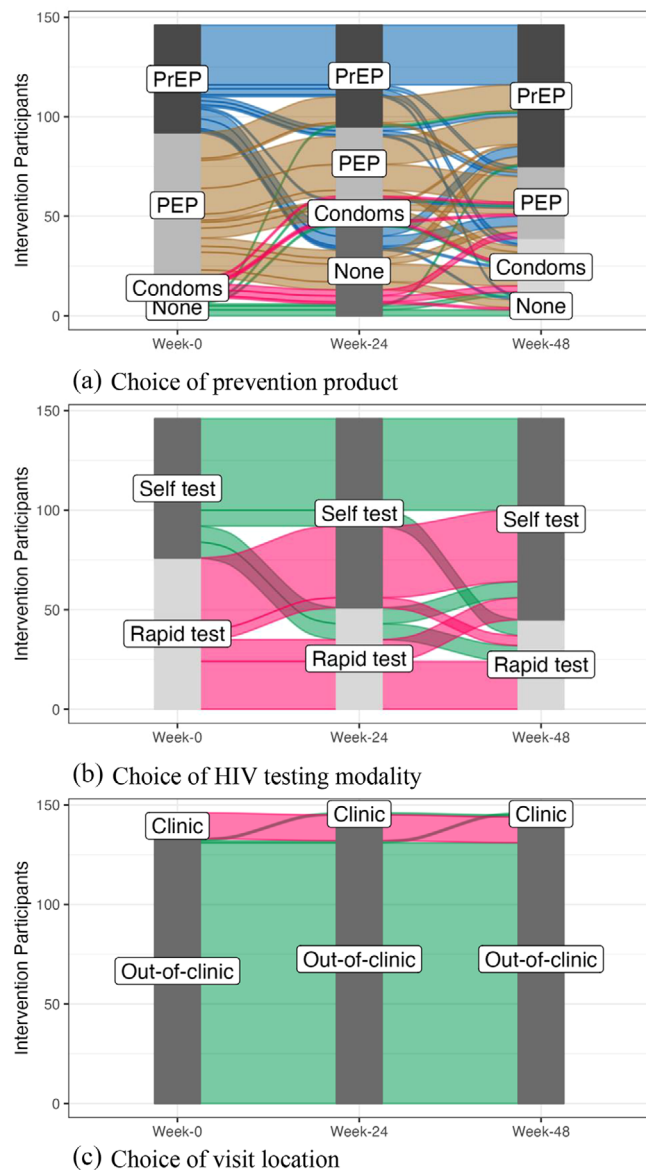 150
100
50
0
Intervention Participants
PrEP
PEP
Condoms
None
PrEP
PEP
Condoms
None
PrEP
PEP
Condoms
None
Week-0 Week-24 Week-48
(a) Choice of prevention product
150
100
50
0
Intervention Participants
Self test
Rapid test
Self test
Rapid test
Self test
Rapid test
Week-0 Week-24 Week-48
(b) Choice of HIV testing modality
150
100
50
0
Intervention Participants
Clinic
Out-of-clinic
Clinic
Out-of-clinic
Clinic
Out-of-clinic
Week-0 Week-24 Week-48
(c) Choice of visit location